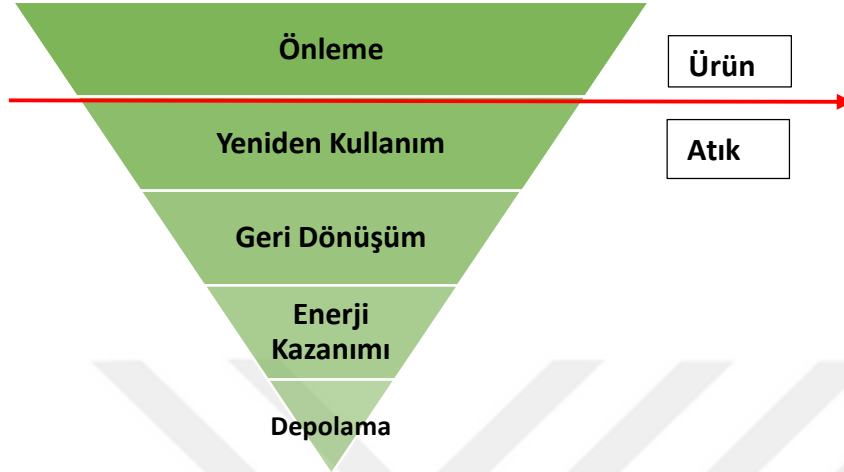 Önleme
Ürün
Yeniden Kullanım
Atık
Geri Dönüşüm
Enerji
Kazanımı
Depolama